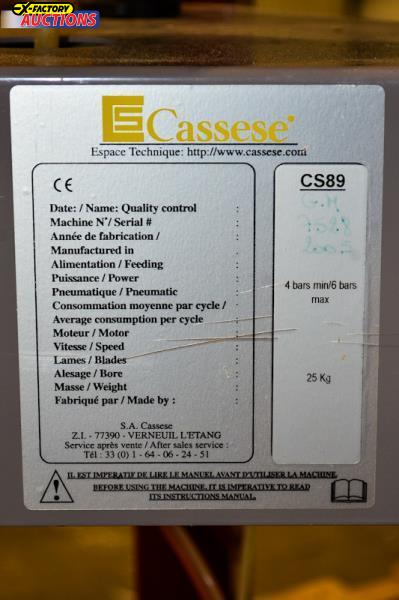 EX-FACTORY
AUCTIONS
CS Cassese
Espace Technique: http://www.cassese.com
CE
CS89
Date: / Name: Quality control :
G.M
Machine N°/ Serial # :
7588
Année de fabrication / :
2005
Manufactured in :
Alimentation / Feeding :
Puissance / Power :
Pneumatique / Pneumatic : 4 bars min/6 bars
max
Consommation moyenne par cycle /
Average consumption per cycle :
Moteur / Motor :
Vitesse / Speed :
Lames / Blades :
Alesage / Bore :
Masse / Weight : 25 Kg
Fabriqué par / Made by : :
S.A. Cassese
Z.I. - 77390 - VERNEUIL L'ETANG
Service après vente / After sales service :
Tél : 33 (0) 1 - 64 - 06 - 24 - 51
IL EST IMPERATIF DE LIRE LE MANUEL AVANT D'UTILISER LA MACHINE.
BEFORE USING THE MACHINE, IT IS IMPERATIVE TO READ
ITS INSTRUCTIONS MANUAL.